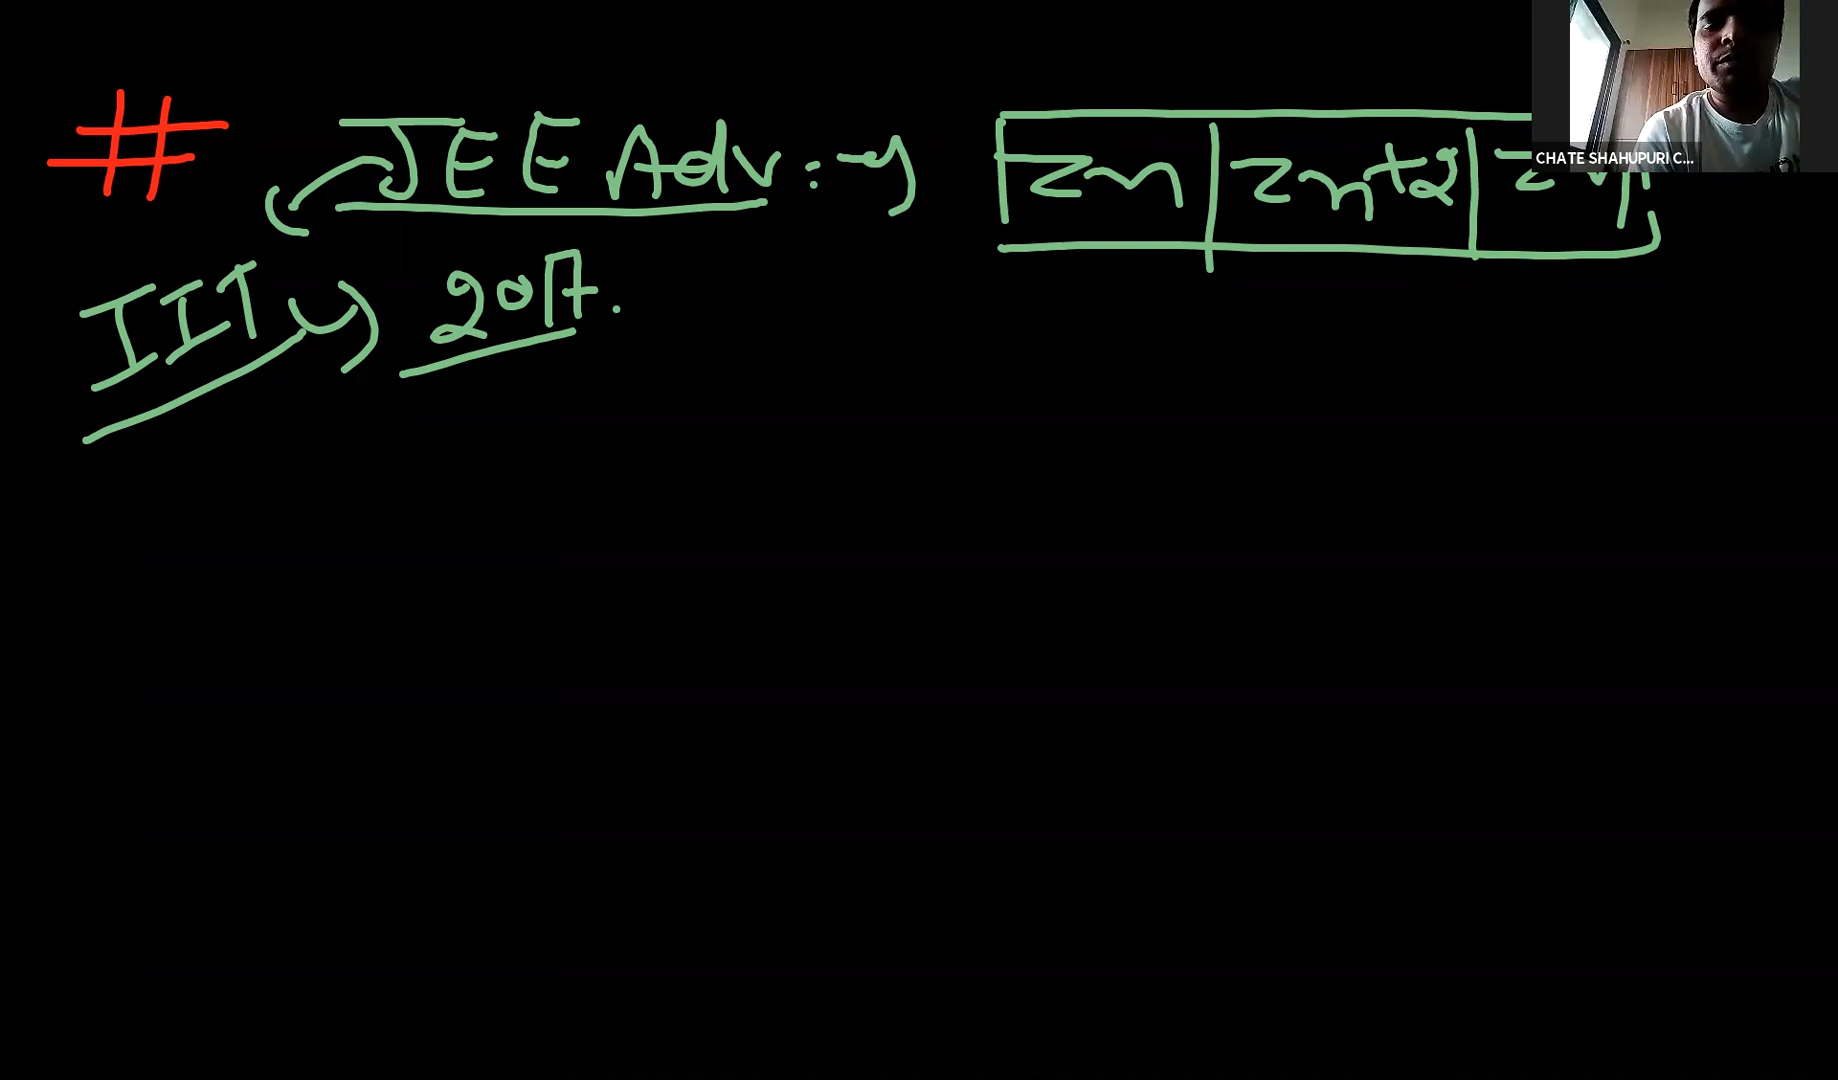 # JEE Adv : → Zn | Zn+2 | Zn
IIT → 2017.
CHATE SHAHUPURI C...